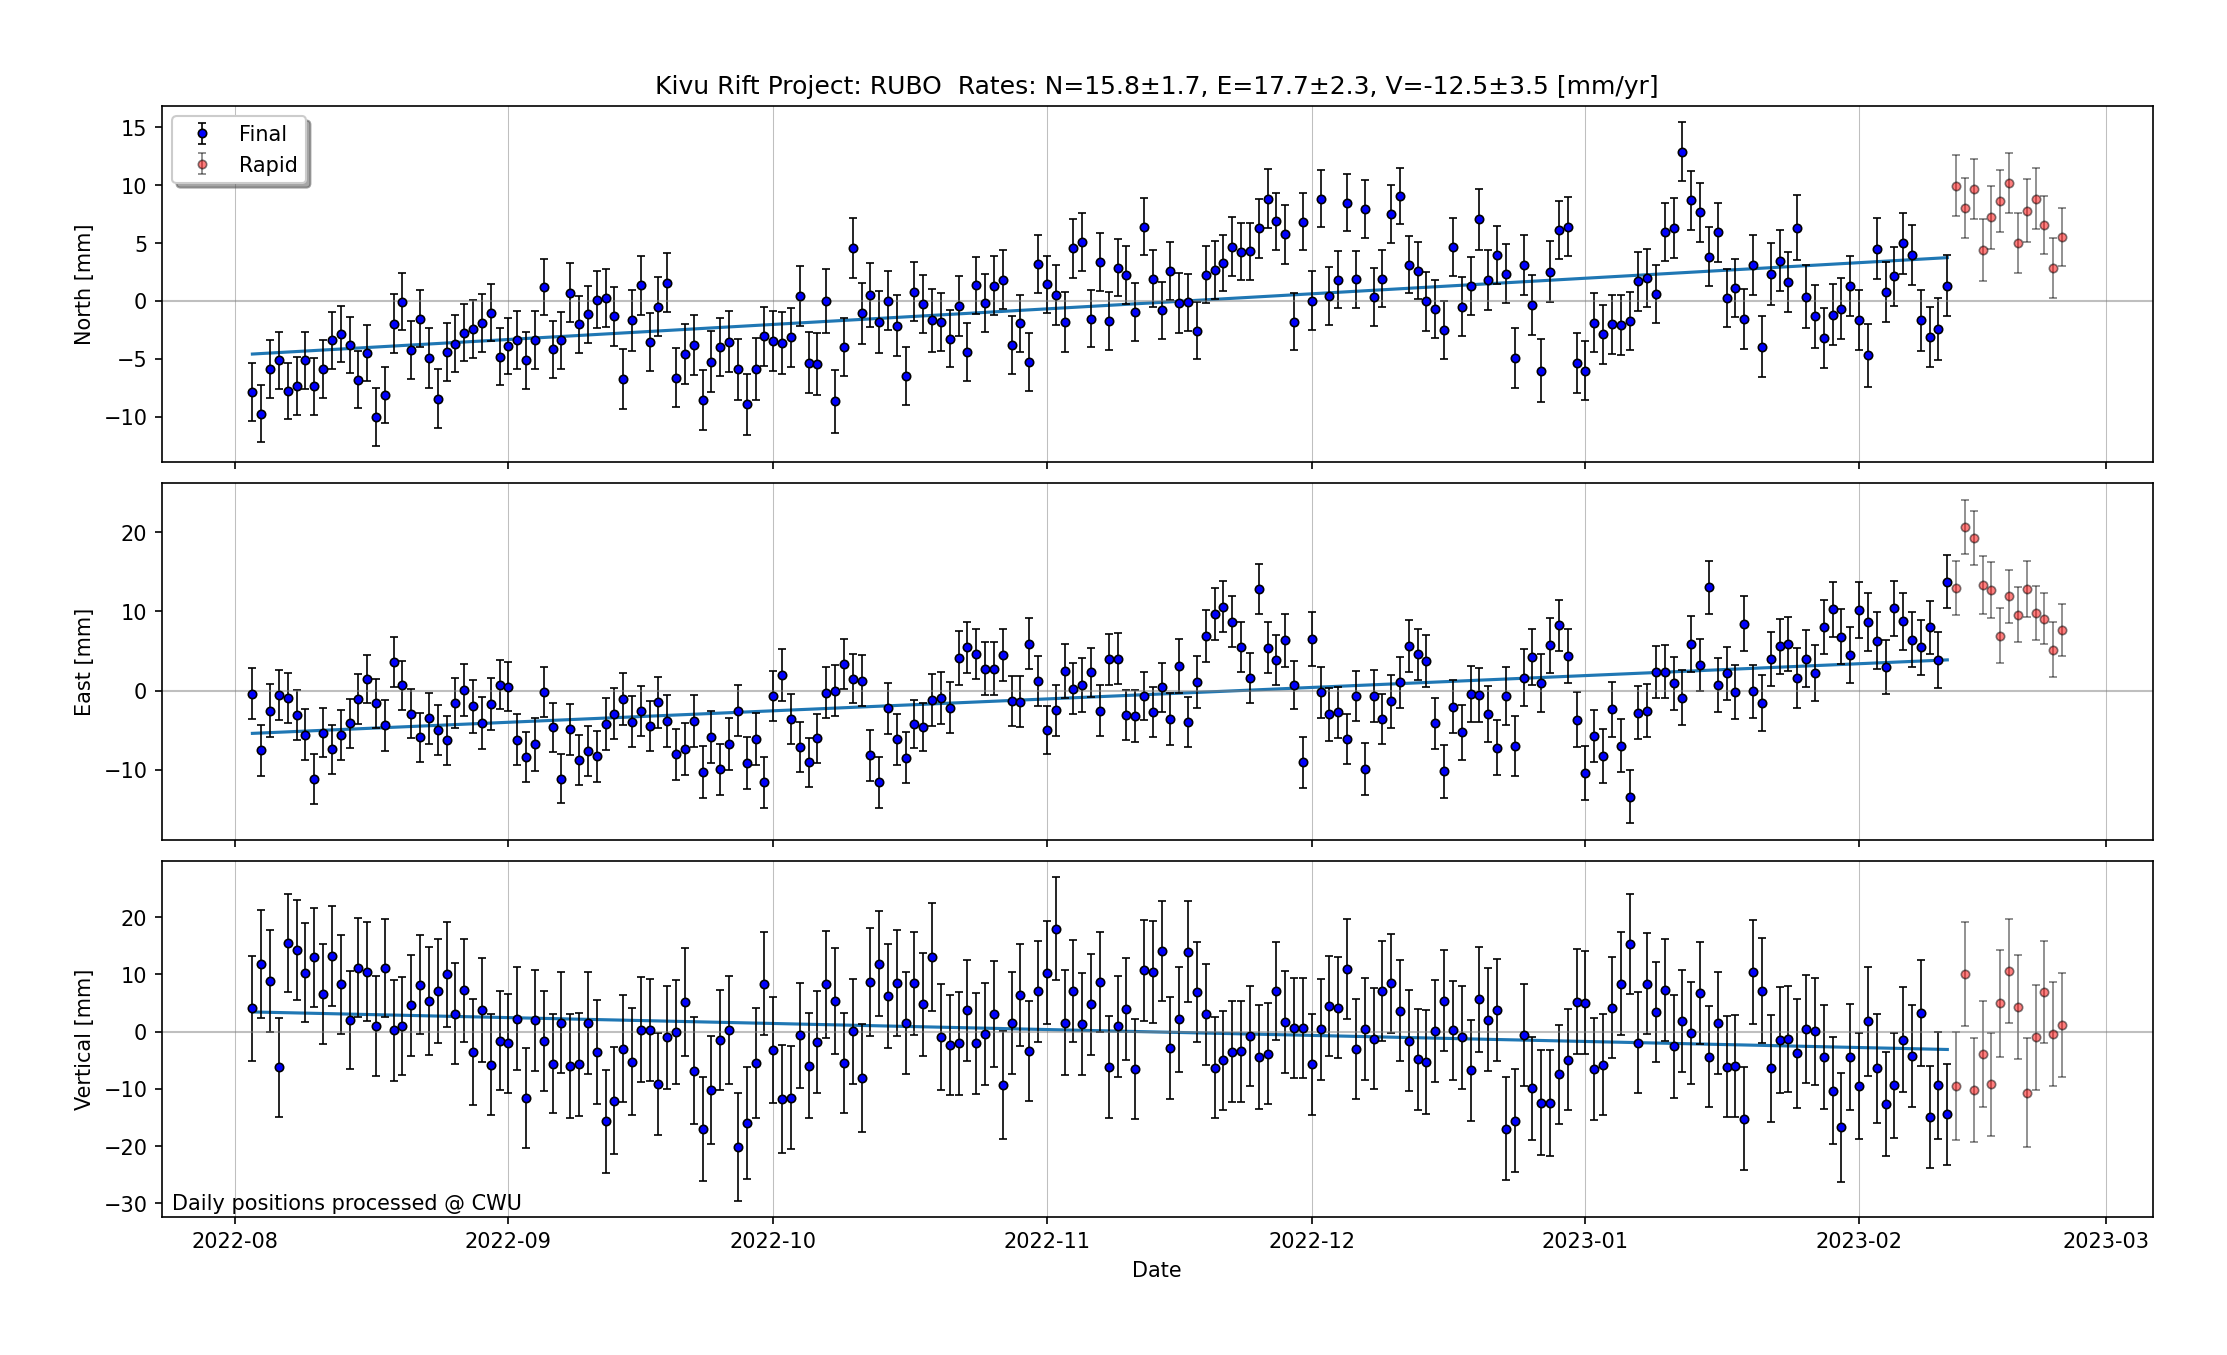 Kivu Rift Project: RUBO  Rates: N=15.8±1.7, E=17.7±2.3, V=-12.5±3.5 [mm/yr]
Final
Rapid
North [mm]
15
10
5
0
−5
−10
East [mm]
20
10
0
−10
Vertical [mm]
20
10
0
−10
−20
−30
Daily positions processed @ CWU
2022-08 2022-09 2022-10 2022-11 2022-12 2023-01 2023-02 2023-03
Date